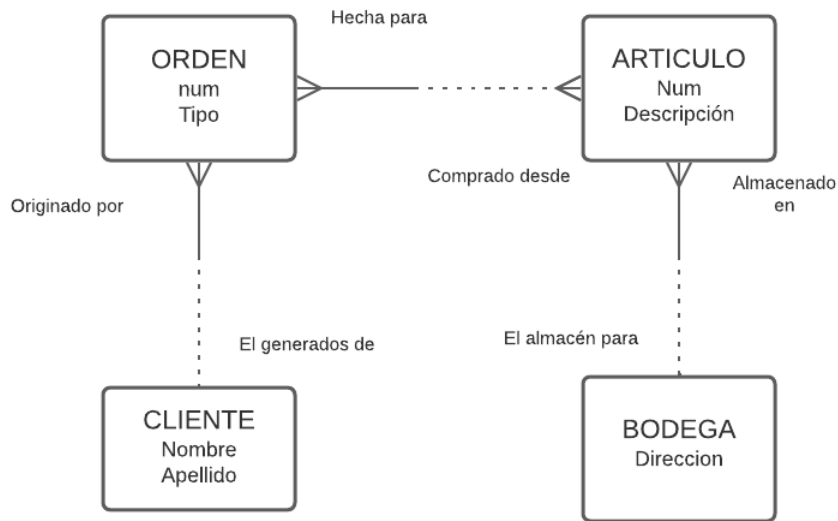 Hecha para
ORDEN
num
Tipo
ARTICULO
Num
Descripción
Originado por
Comprado desde
Almacenado
en
El generados de
El almacén para
CLIENTE
Nombre
Apellido
BODEGA
Direccion